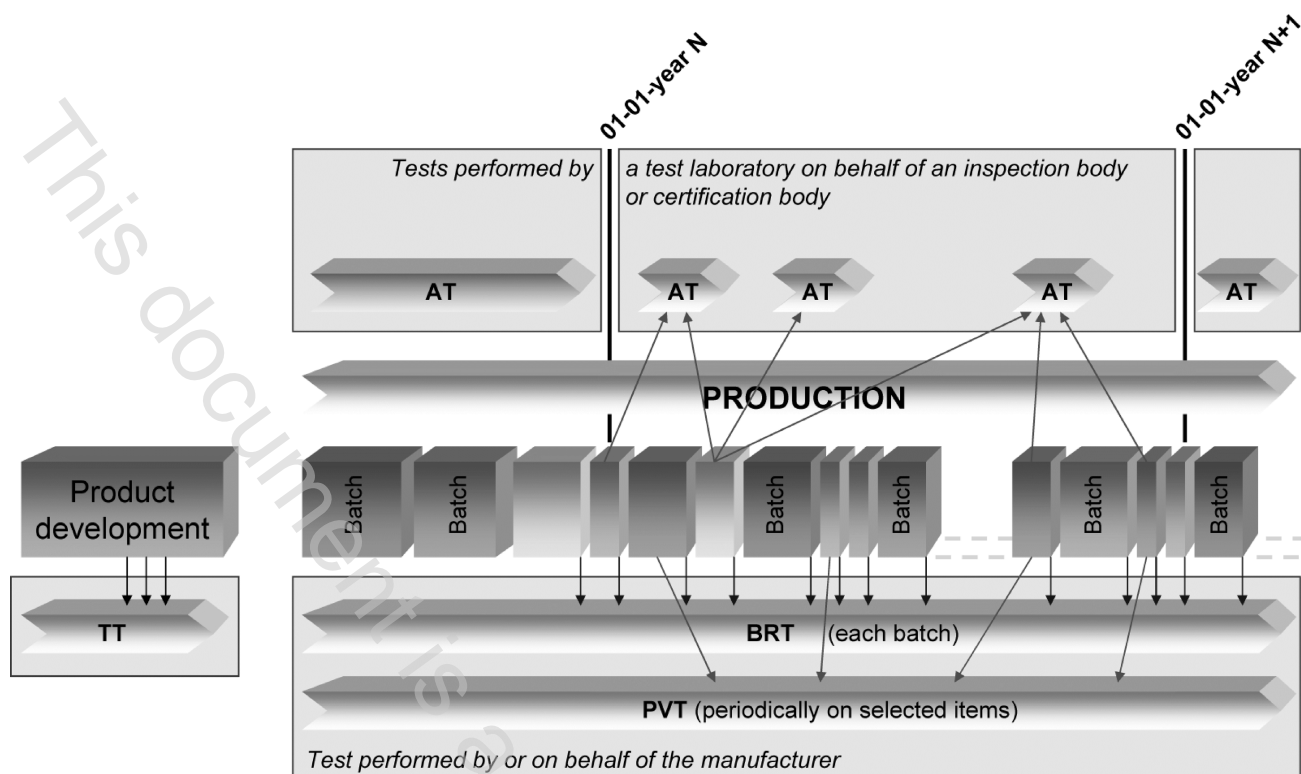 01-01-year N
01-01-year N+1
Tests performed by
a test laboratory on behalf of an inspection body
or certification body
AT
AT
AT
AT
AT
PRODUCTION
Product
development
Batch
Batch
Batch
Batch
Batch
Batch
TT
BRT (each batch)
PVT (periodically on selected items)
Test performed by or on behalf of the manufacturer
This document is a